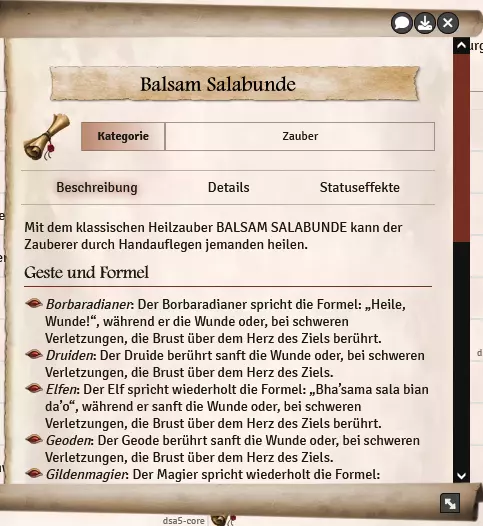 Balsam Salabunde
Kategorie Zauber
Beschreibung Details Statuseffekte
Mit dem klassischen Heilzauber BALSAM SALABUNDE kann der
Zauberer durch Handauflegen jemanden heilen.
Geste und Formel
Borbaradianer: Der Borbaradianer spricht die Formel: „Heile,
Wunde!“, während er die Wunde oder, bei schweren
Verletzungen, die Brust über dem Herz des Ziels berührt.
Druiden: Der Druide berührt sanft die Wunde oder, bei schweren
Verletzungen, die Brust über dem Herz des Ziels.
Elfen: Der Elf spricht wiederholt die Formel: „Bha’sama sala bian
da’o“, während er sanft die Wunde oder, bei schweren
Verletzungen, die Brust über dem Herz des Ziels berührt.
Geoden: Der Geode berührt sanft die Wunde oder, bei schweren
Verletzungen, die Brust über dem Herz des Ziels.
Gildenmagier: Der Magier spricht wiederholt die Formel:
dsa5-core